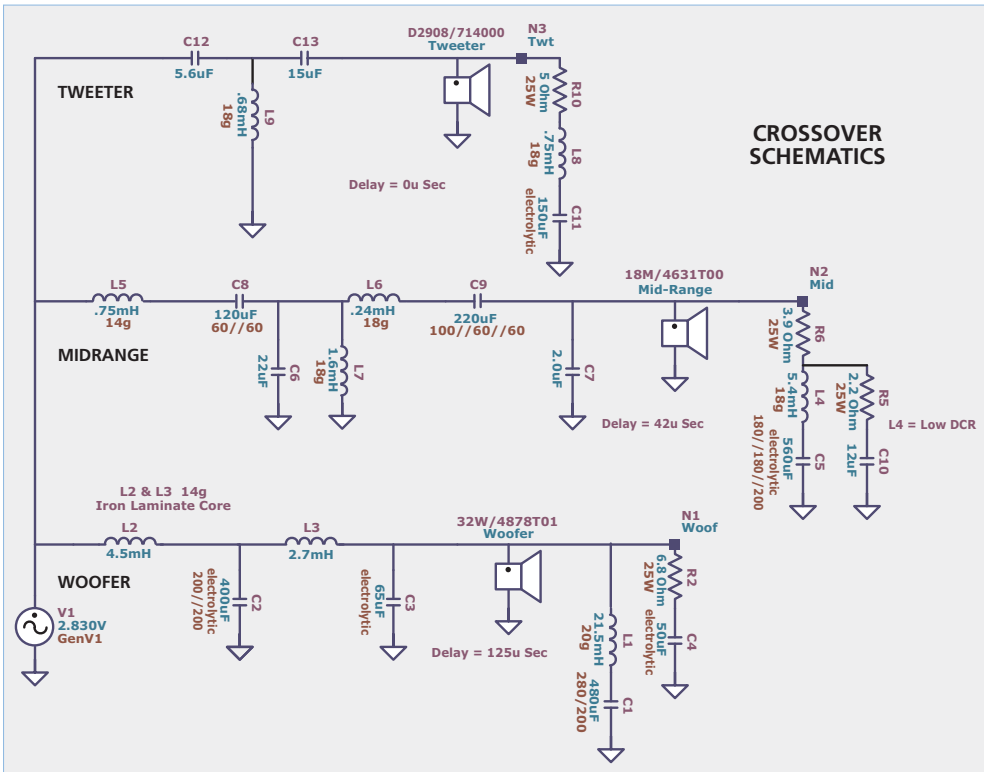 C12
5.6uF
C13
15uF
D2908/714000
Tweeter
N3
Twt
TWEETER
.68mH
18g
L9
R10
5 Ohm
25W
L8
.75mH
18g
C11
150uF
electrolytic
Delay = 0u Sec
CROSSOVER
SCHEMATICS
L5
.75mH
14g
C8
120uF
60//60
L6
.24mH
18g
C9
220uF
100//60//60
18M/4631T00
Mid-Range
N2
Mid
MIDRANGE
C6
22uF
L7
1.6mH
18g
C7
2.0uF
R6
3.9 Ohm
25W
L4
5.4mH
18g
R5
2.2 Ohm
25W
L4 = Low DCR
C5
560uF
electrolytic
180//180//200
C10
12uF
Delay = 42u Sec
L2 & L3 14g
Iron Laminate Core
L2
4.5mH
L3
2.7mH
32W/4878T01
Woofer
N1
Woof
WOOFER
C2
400uF
electrolytic
200//200
C3
65uF
electrolytic
R2
6.8 Ohm
25W
L1
21.5mH
20g
C4
50uF
electrolytic
C1
480uF
280/200
Delay = 125u Sec
V1
2.830V
GenV1